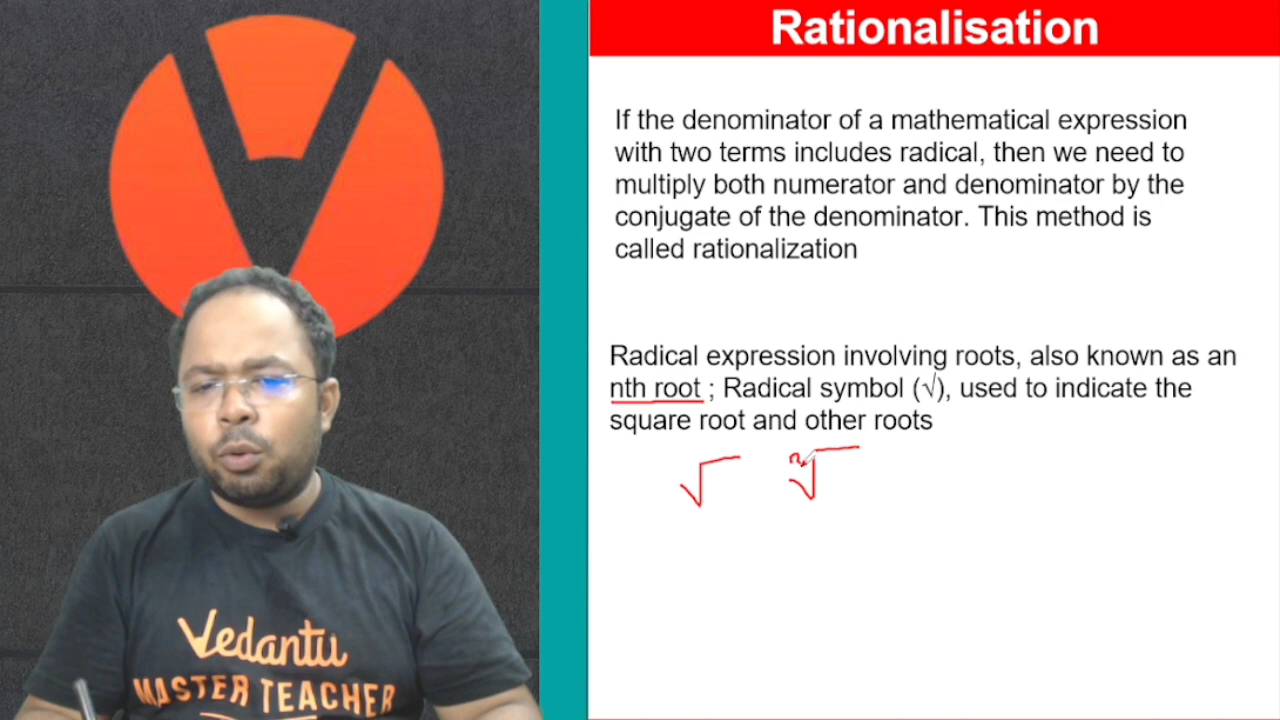 Rationalisation
If the denominator of a mathematical expression
with two terms includes radical, then we need to
multiply both numerator and denominator by the
conjugate of the denominator. This method is
called rationalization
Radical expression involving roots, also known as an
nth root ; Radical symbol (√), used to indicate the
square root and other roots
√ √
Vedantu
MASTER TEACHER